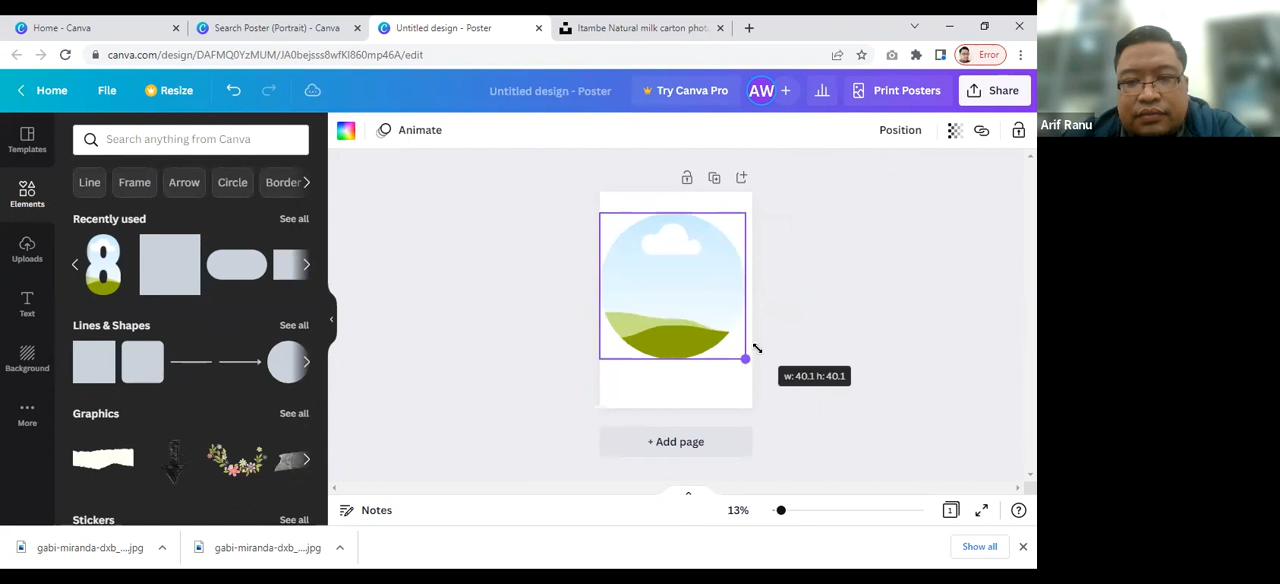 Home - Canva
Search Poster (Portrait) - Canva
Untitled design - Poster
Itambe Natural milk carton phot
canva.com/design/DAFMQ0YzMUM/JA0bejsss8wfKI860mp46A/edit
Error
Home
File
Resize
Untitled design - Poster
Try Canva Pro
AW
Print Posters
Share
Arif Ranu
Templates
Elements
Uploads
Text
Background
More
Search anything from Canva
Line
Frame
Arrow
Circle
Border
Recently used
See all
8
Lines & Shapes
See all
Graphics
See all
Stickers
See all
Animate
Position
w: 40.1 h: 40.1
+ Add page
Notes
13%
1
gabi-miranda-dxb_....jpg
gabi-miranda-dxb_....jpg
Show all